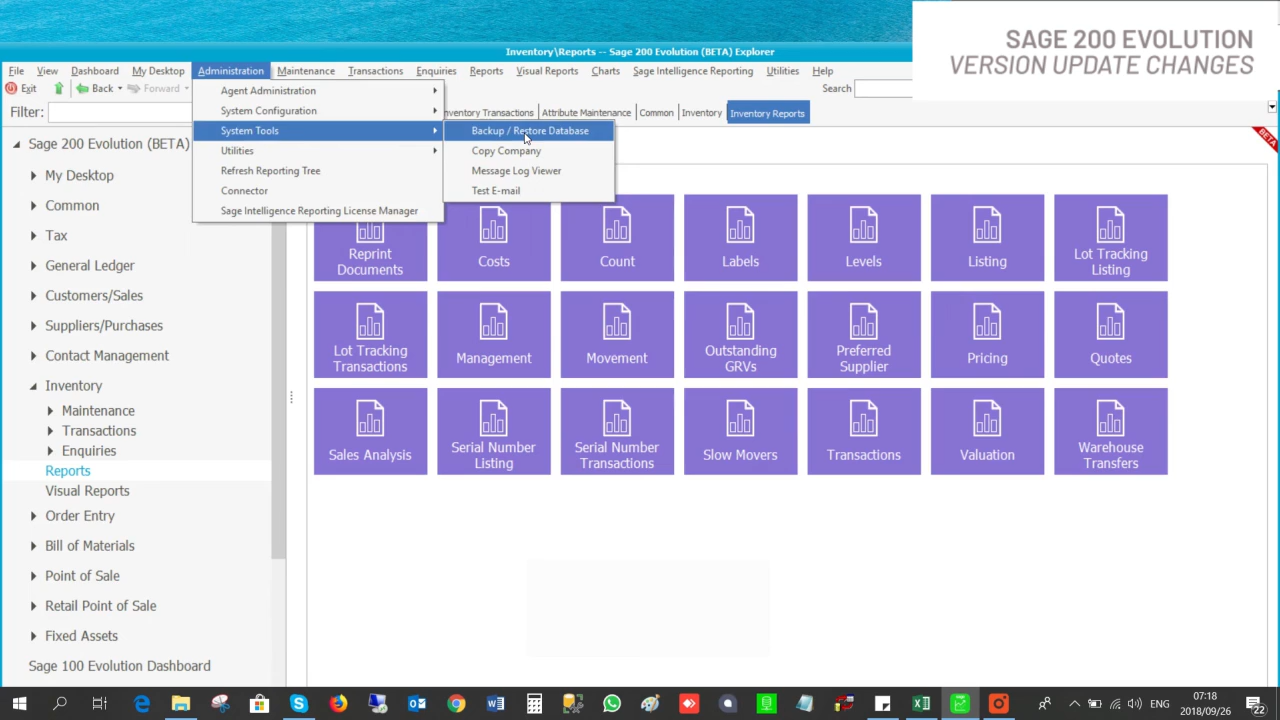 SAGE 200 EVOLUTION
VERSION UPDATE CHANGES
Inventory\Reports -- Sage 200 Evolution (BETA) Explorer
File View Dashboard My Desktop Administration Maintenance Transactions Enquiries Reports Visual Reports Charts Sage Intelligence Reporting Utilities Help
Exit Back Forward Search
Filter:
nventory Transactions Attribute Maintenance Common Inventory Inventory Reports
BETA
Agent Administration
System Configuration
System Tools
Utilities
Refresh Reporting Tree
Connector
Sage Intelligence Reporting License Manager
Backup / Restore Database
Copy Company
Message Log Viewer
Test E-mail
Sage 200 Evolution (BETA)
My Desktop
Common
Tax
General Ledger
Customers/Sales
Suppliers/Purchases
Contact Management
Inventory
Maintenance
Transactions
Enquiries
Reports
Visual Reports
Order Entry
Bill of Materials
Point of Sale
Retail Point of Sale
Fixed Assets
Sage 100 Evolution Dashboard
Reprint
Documents
Costs
Count
Labels
Levels
Listing
Lot Tracking
Listing
Lot Tracking
Transactions
Management
Movement
Outstanding
GRVs
Preferred
Supplier
Pricing
Quotes
Sales Analysis
Serial Number
Listing
Serial Number
Transactions
Slow Movers
Transactions
Valuation
Warehouse
Transfers
ENG
07:18
2018/09/26
22